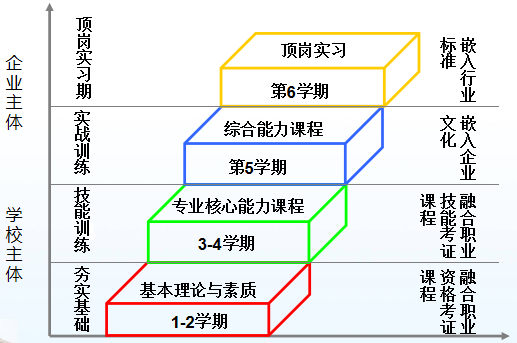 企业主体
学校主体
顶岗实习期
顶岗实习
第6学期
嵌入行业
标准
实战训练
综合能力课程
第5学期
嵌入企业
文化
技能训练
专业核心能力课程
3-4学期
融合职业
技能考证
课程
夯实基础
基本理论与素质
1-2学期
融合职业
资格考证
课程